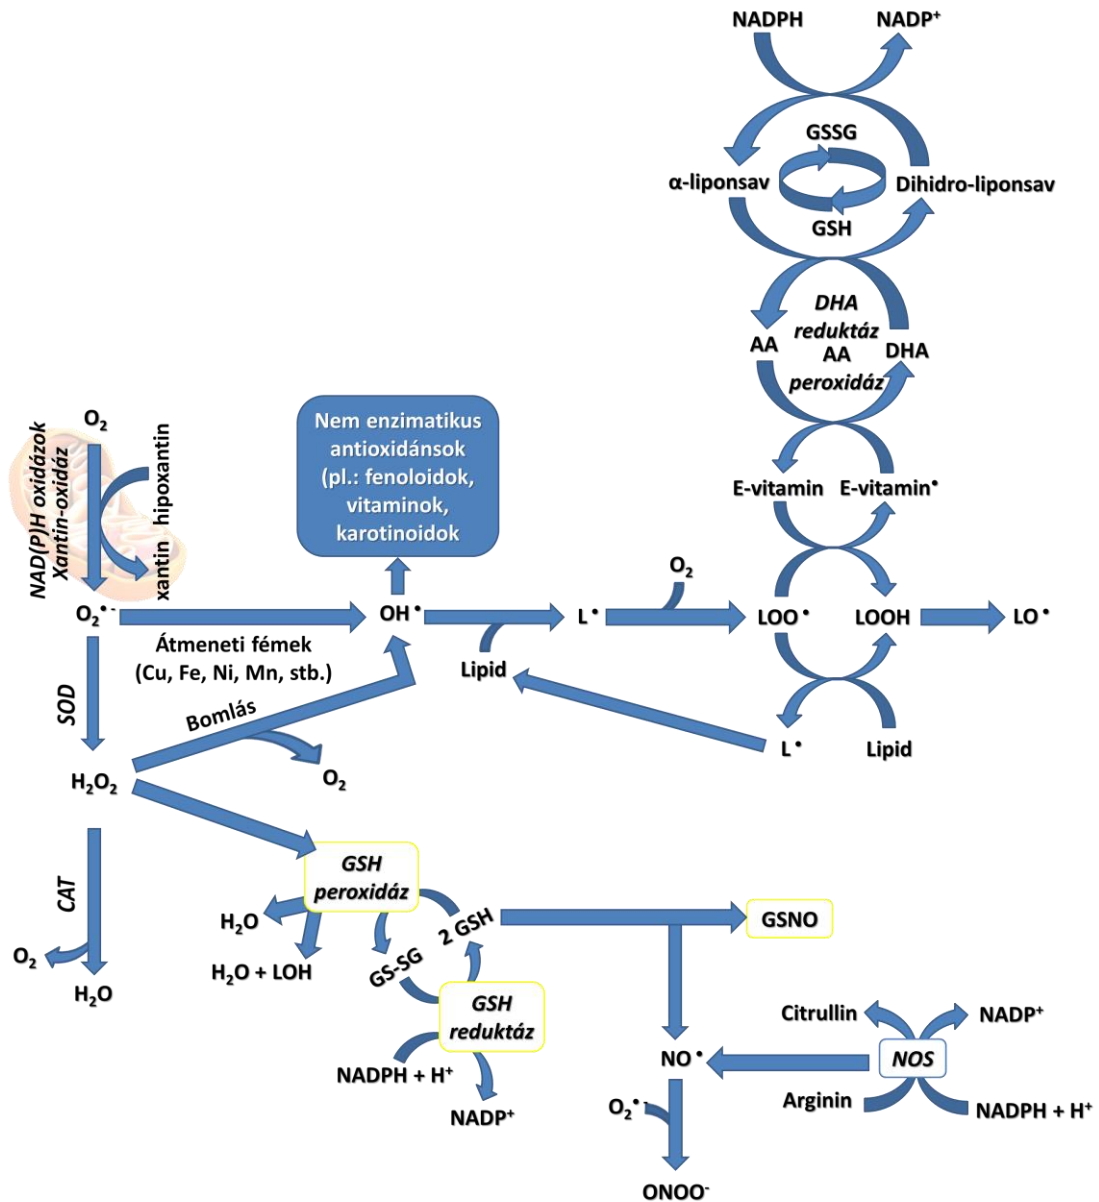 NADPH
NADP⁺
GSSG
α-liponsav
Dihidro-liponsav
GSH
DHA
reduktáz
AA
AA
DHA
peroxidáz
O₂
NAD(P)H oxidázok
Xantin-oxidáz
xantin hipoxantin
Nem enzimatikus
antioxidánsok
(pl.: fenoloidok,
vitaminok,
karotinoidok
E-vitamin
E-vitamin•
O₂
O₂•-
OH•
L•
LOO•
LOOH
LO•
Átmeneti fémek
(Cu, Fe, Ni, Mn, stb.)
Lipid
SOD
Bomlás
L•
Lipid
H₂O₂
O₂
GSH
peroxidáz
CAT
H₂O
2 GSH
GSNO
O₂
H₂O + LOH
GS-SG
H₂O
GSH
reduktáz
Citrullin
NADP⁺
NO•
NOS
NADPH + H⁺
Arginin
NADPH + H⁺
NADP⁺
O₂•-
ONOO⁻